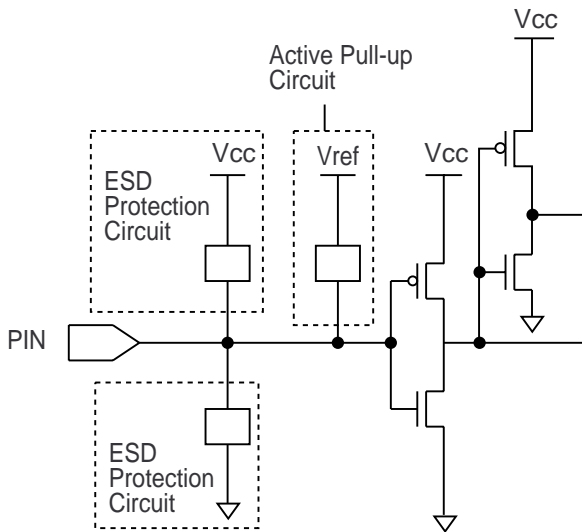 Vcc
Active Pull-up
Circuit
Vcc
Vref
Vcc
ESD
Protection
Circuit
PIN
ESD
Protection
Circuit